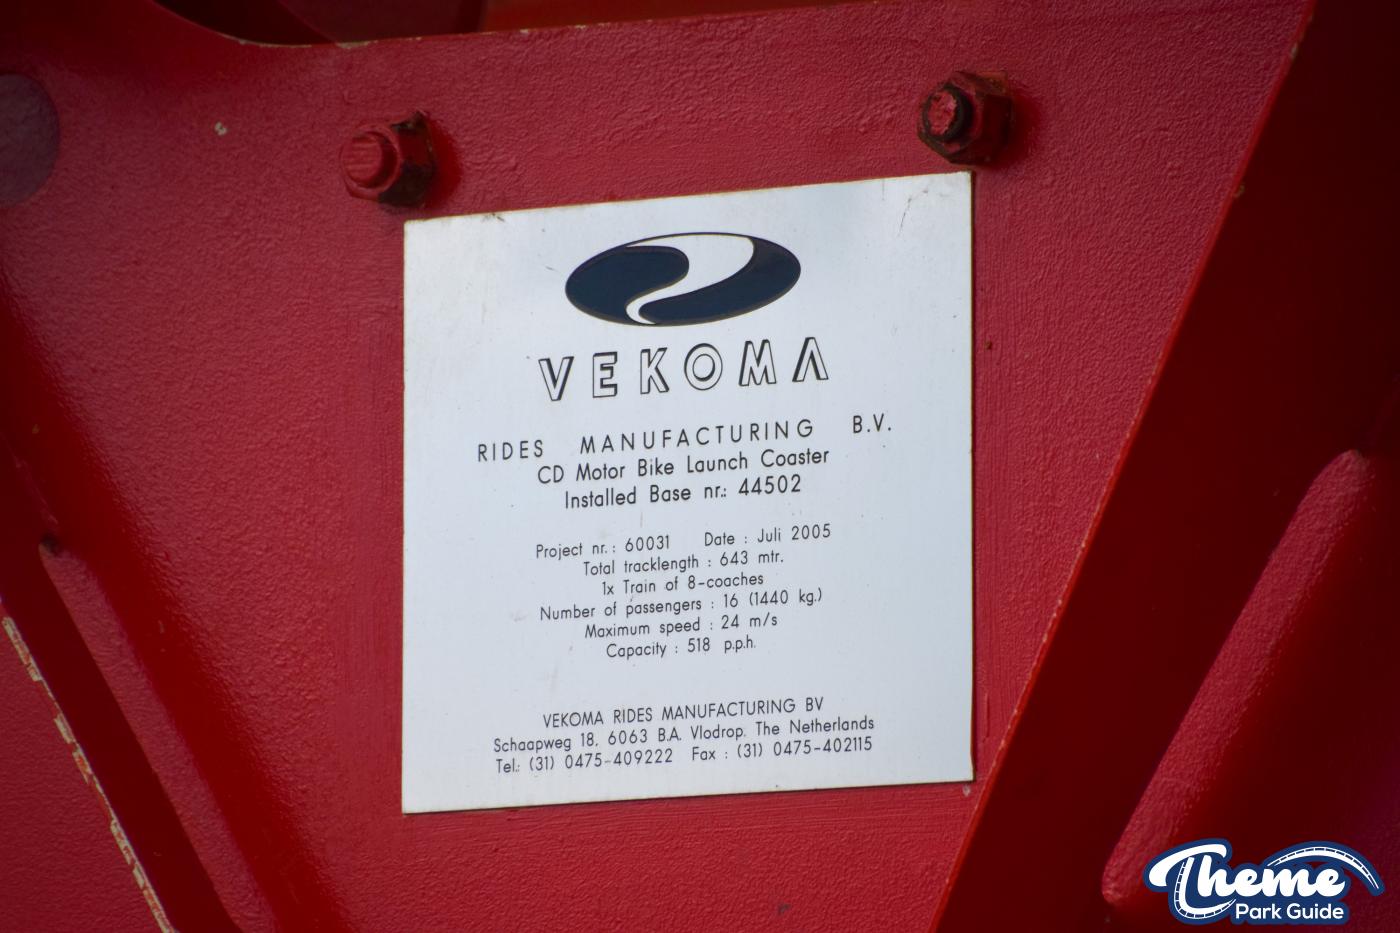 VEKOMA
RIDES MANUFACTURING B.V.
CD Motor Bike Launch Coaster
Installed Base nr.: 44502
Project nr.: 60031 Date : Juli 2005
Total tracklength : 643 mtr.
1x Train of 8-coaches
Number of passengers : 16 (1440 kg.)
Maximum speed : 24 m/s
Capacity : 518 p.p.h.
VEKOMA RIDES MANUFACTURING BV
Schaapweg 18, 6063 B.A. Vlodrop. The Netherlands
Tel.: (31) 0475-409222 Fax : (31) 0475-402115
Theme
Park Guide